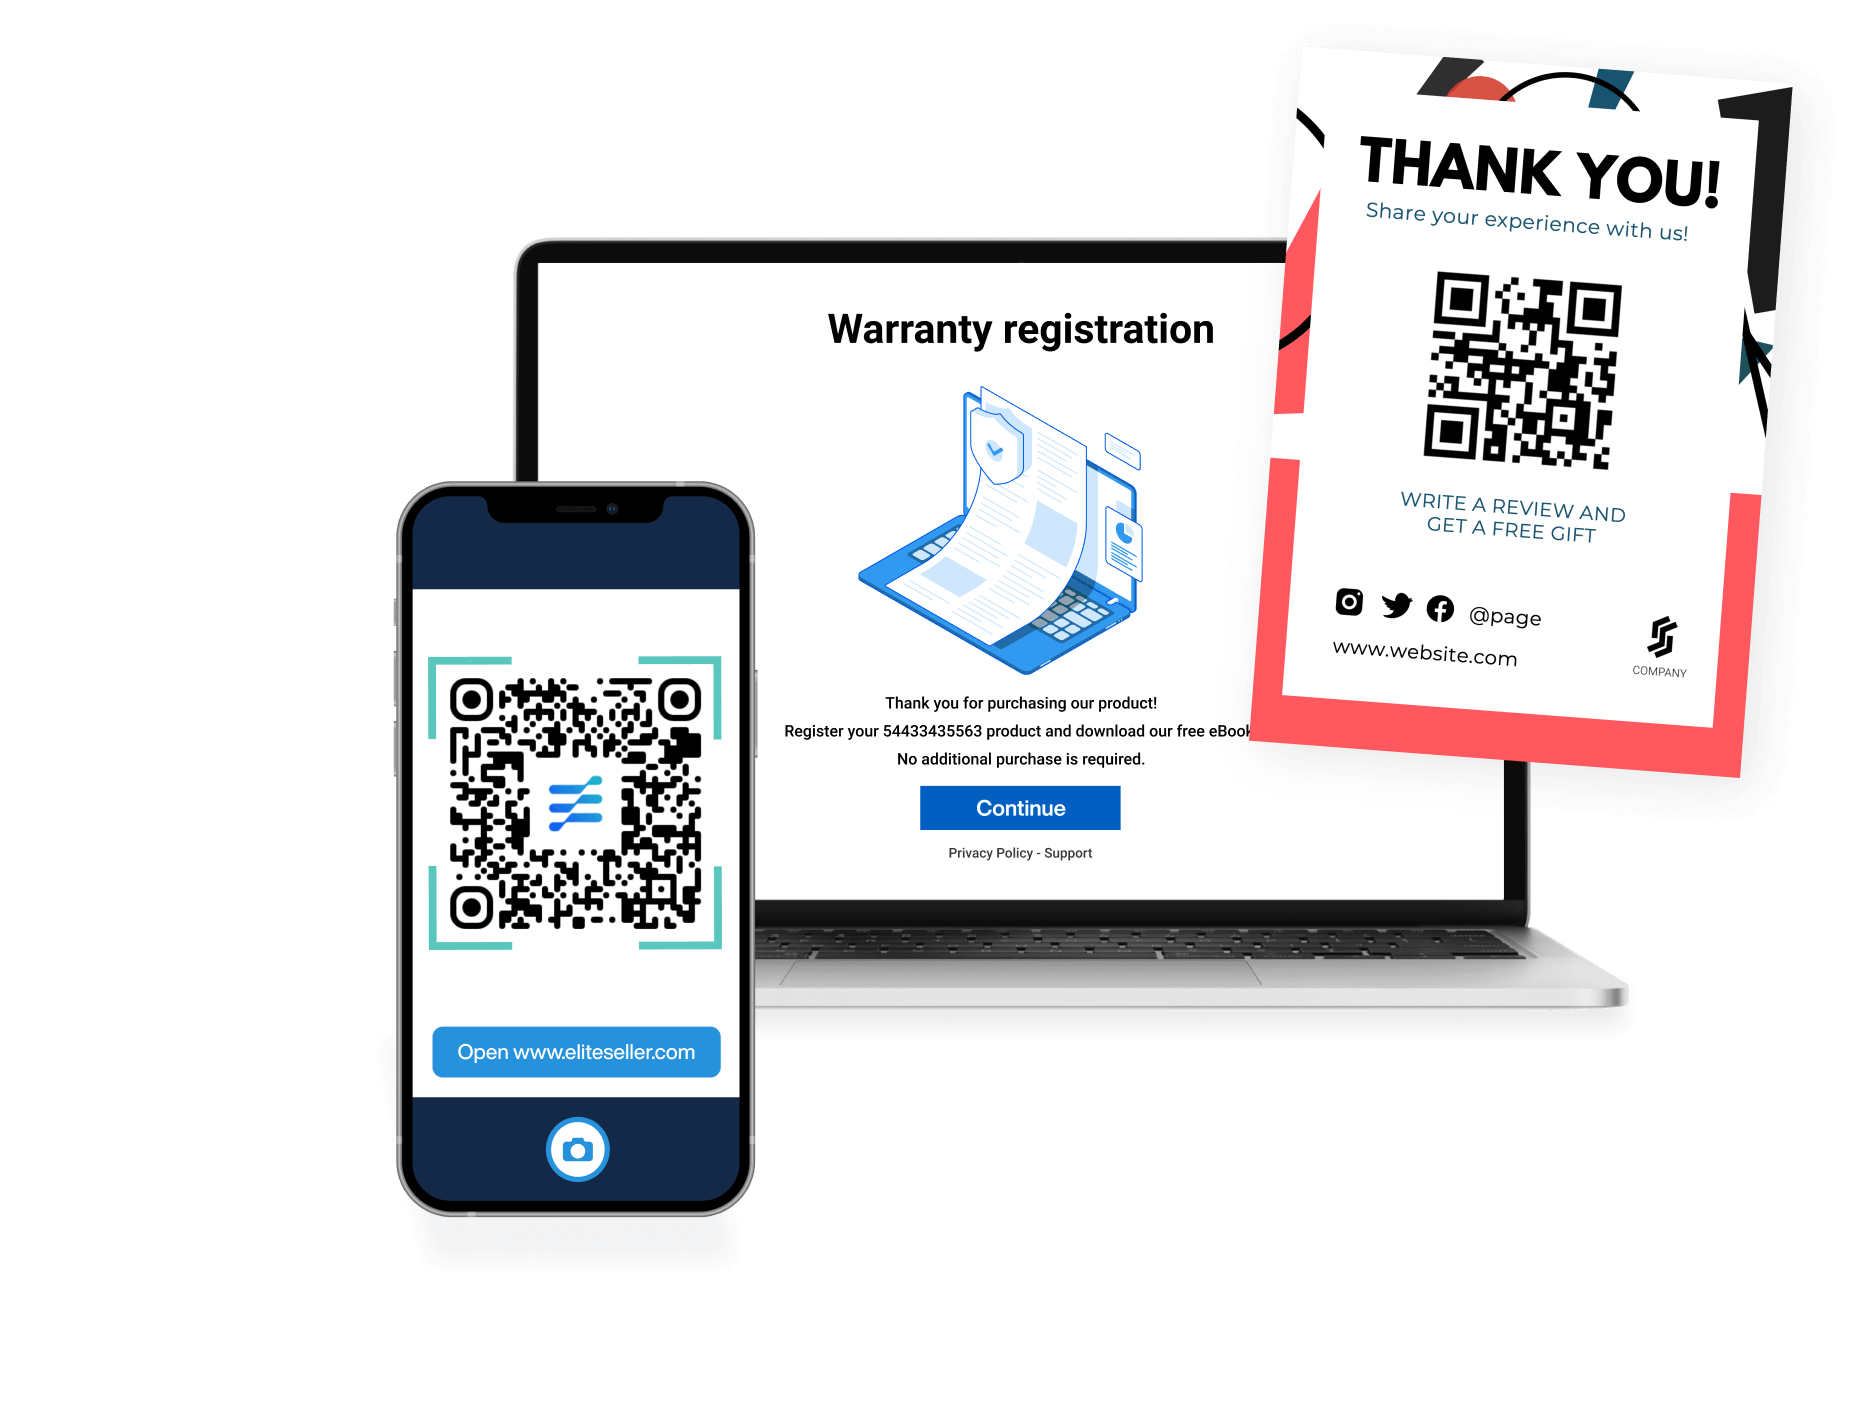 THANK YOU!
Share your experience with us!
WRITE A REVIEW AND
GET A FREE GIFT
@page
www.website.com
COMPANY
Warranty registration
Thank you for purchasing our product!
Register your 54433435563 product and download our free eBook
No additional purchase is required.
Continue
Privacy Policy - Support
Open www.eliteseller.com